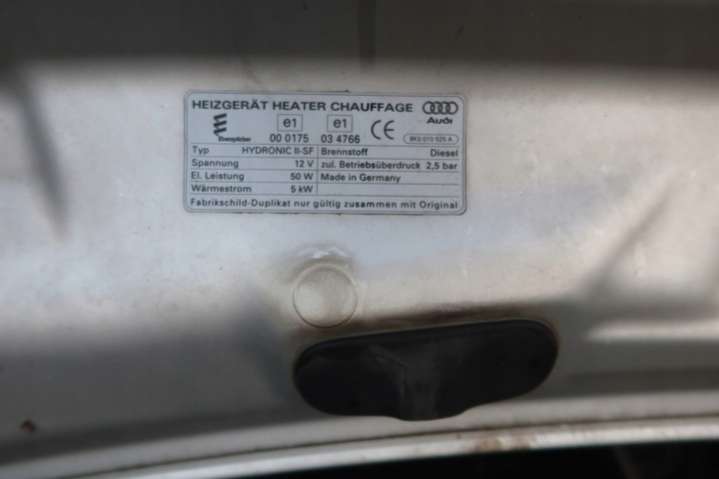 HEIZGERÄT HEATER CHAUFFAGE
Audi
Eberspächer
e1 e1 CE
00 0175 03 4766
Typ HYDRONIC II-SF Brennstoff Diesel
Spannung 12 V zul. Betriebsüberdruck 2,5 bar
El. Leistung 50 W Made in Germany
Wärmestrom 5 kW
Fabrikschild-Duplikat nur gültig zusammen mit Original